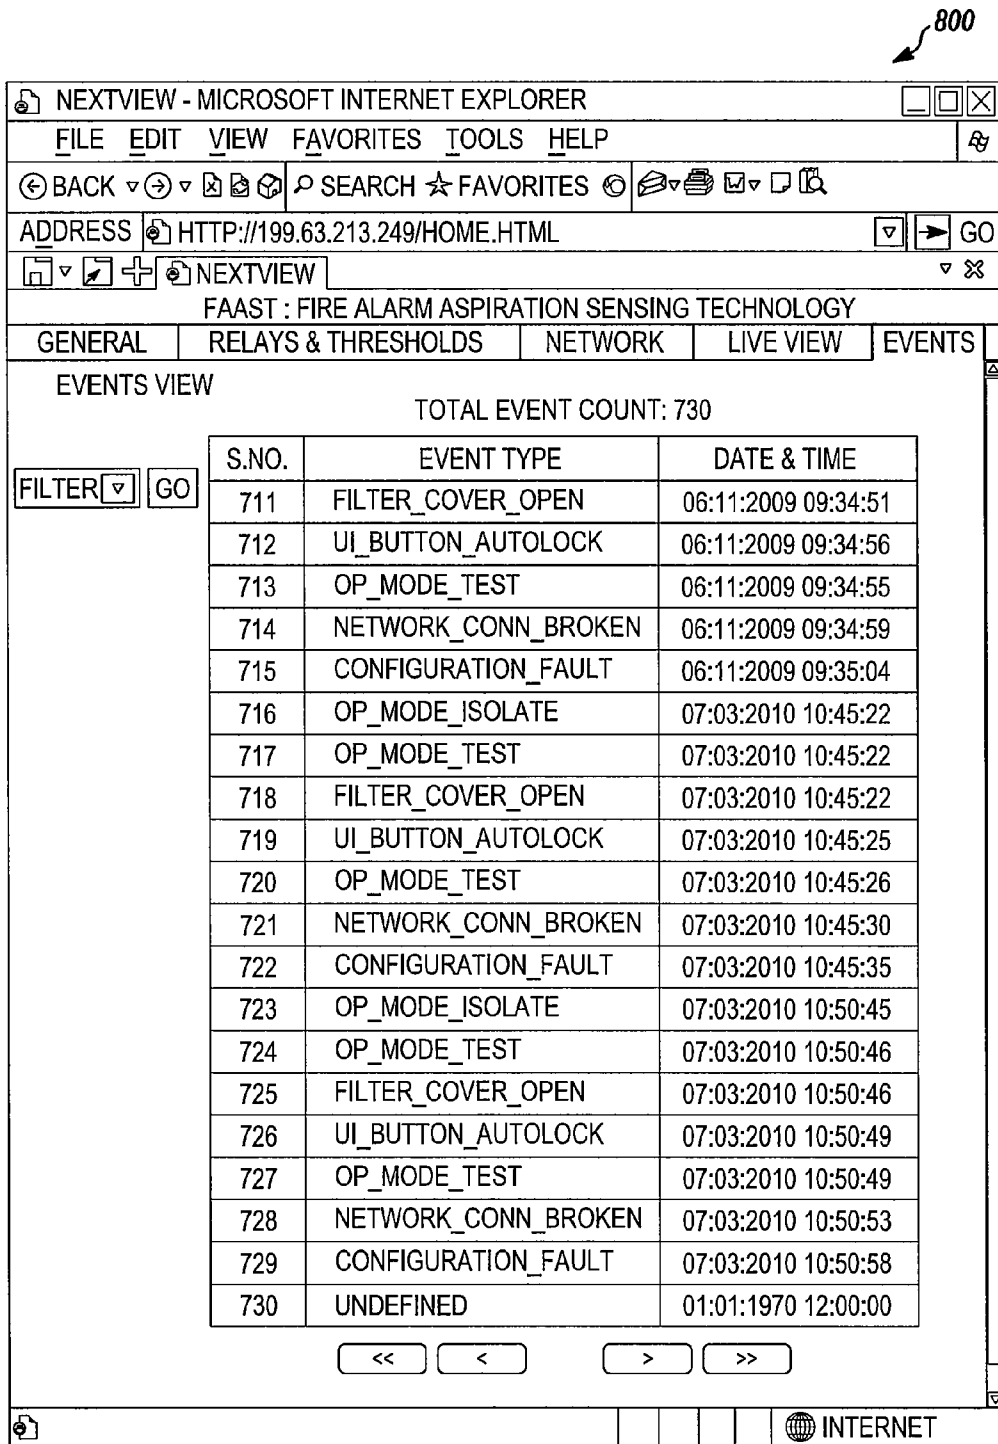 800
NEXTVIEW - MICROSOFT INTERNET EXPLORER
FILE EDIT VIEW FAVORITES TOOLS HELP
BACK SEARCH FAVORITES
ADDRESS HTTP://199.63.213.249/HOME.HTML GO
NEXTVIEW
FAAST : FIRE ALARM ASPIRATION SENSING TECHNOLOGY
GENERAL RELAYS & THRESHOLDS NETWORK LIVE VIEW EVENTS
EVENTS VIEW
TOTAL EVENT COUNT: 730
FILTER GO
S.NO. EVENT TYPE DATE & TIME
711 FILTER_COVER_OPEN 06:11:2009 09:34:51
712 UI_BUTTON_AUTOLOCK 06:11:2009 09:34:56
713 OP_MODE_TEST 06:11:2009 09:34:55
714 NETWORK_CONN_BROKEN 06:11:2009 09:34:59
715 CONFIGURATION_FAULT 06:11:2009 09:35:04
716 OP_MODE_ISOLATE 07:03:2010 10:45:22
717 OP_MODE_TEST 07:03:2010 10:45:22
718 FILTER_COVER_OPEN 07:03:2010 10:45:22
719 UI_BUTTON_AUTOLOCK 07:03:2010 10:45:25
720 OP_MODE_TEST 07:03:2010 10:45:26
721 NETWORK_CONN_BROKEN 07:03:2010 10:45:30
722 CONFIGURATION_FAULT 07:03:2010 10:45:35
723 OP_MODE_ISOLATE 07:03:2010 10:50:45
724 OP_MODE_TEST 07:03:2010 10:50:46
725 FILTER_COVER_OPEN 07:03:2010 10:50:46
726 UI_BUTTON_AUTOLOCK 07:03:2010 10:50:49
727 OP_MODE_TEST 07:03:2010 10:50:49
728 NETWORK_CONN_BROKEN 07:03:2010 10:50:53
729 CONFIGURATION_FAULT 07:03:2010 10:50:58
730 UNDEFINED 01:01:1970 12:00:00
<< < > >>
INTERNET